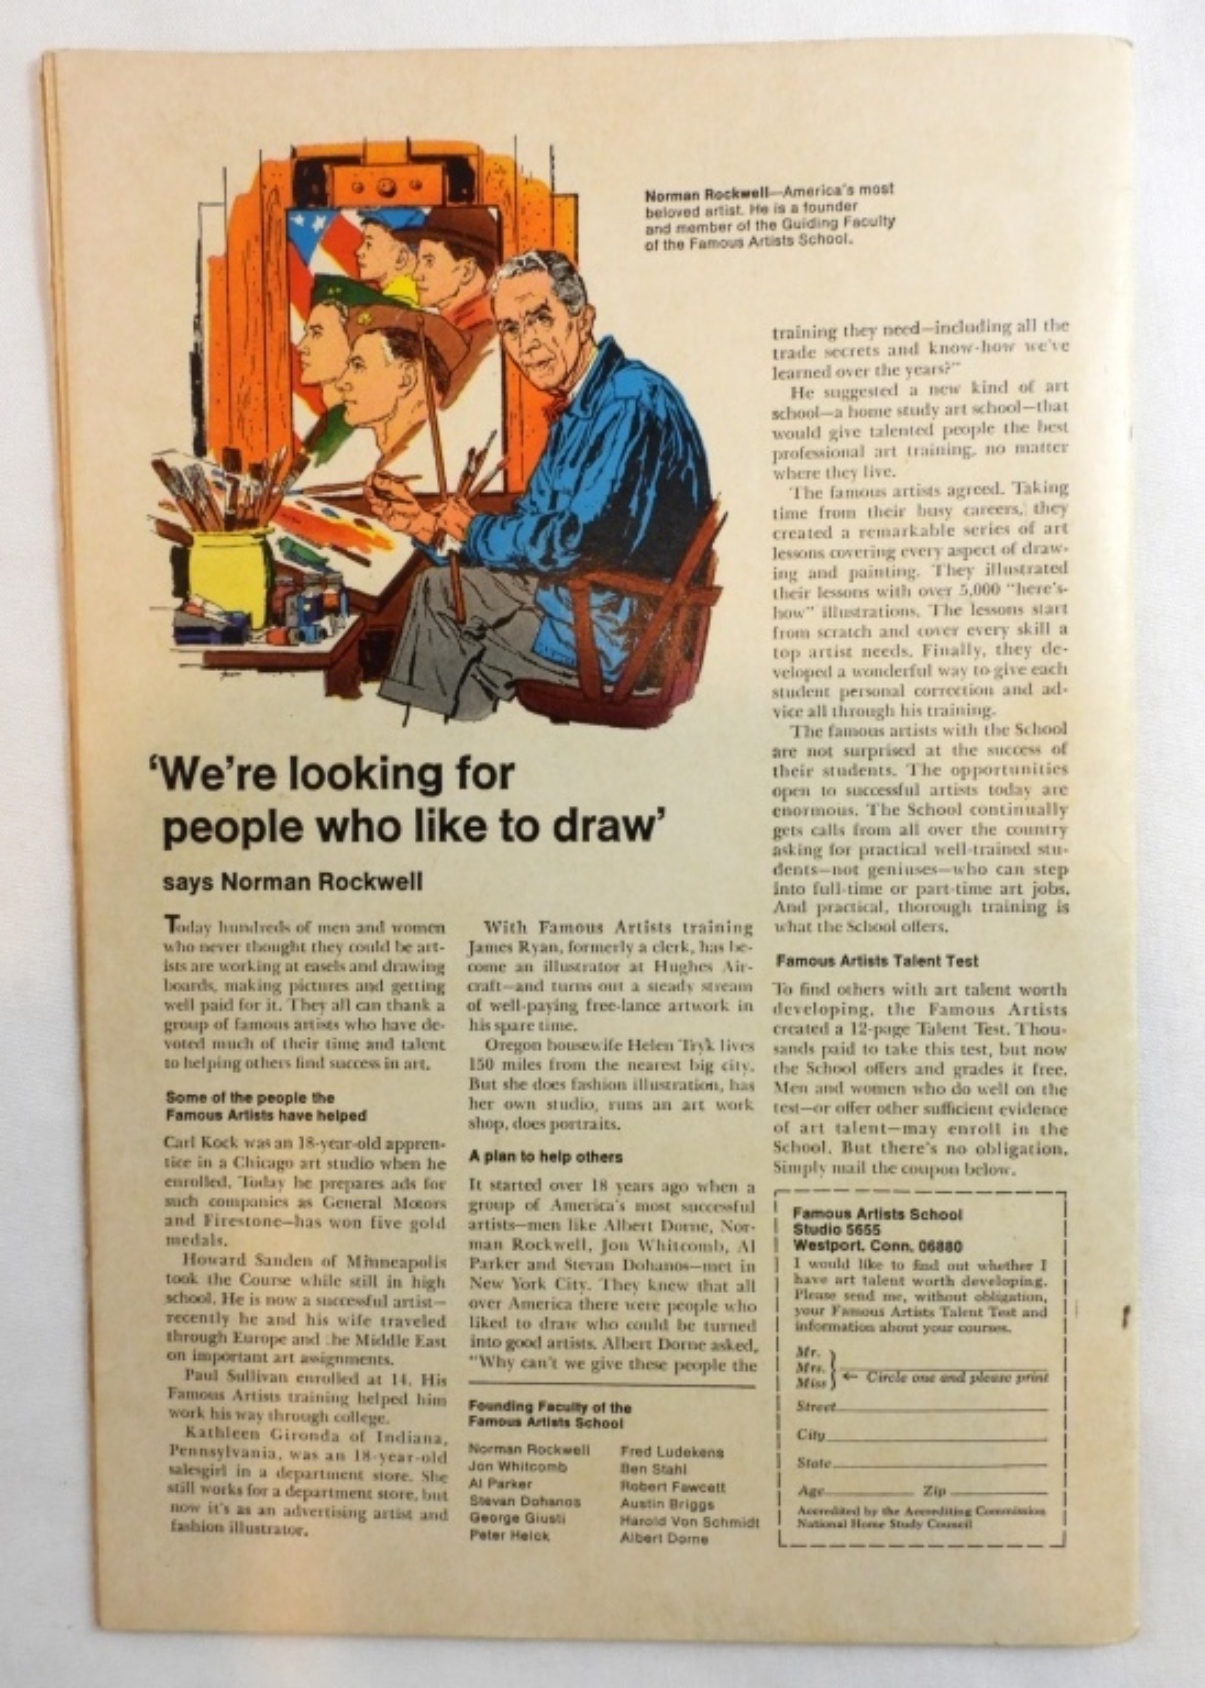 Norman Rockwell—America's most
beloved artist. He is a founder
and member of the Guiding Faculty
of the Famous Artists School.
'We're looking for
people who like to draw'
says Norman Rockwell
Today hundreds of men and women
who never thought they could be art-
ists are working at easels and drawing
boards, making pictures and getting
well paid for it. They all can thank a
group of famous artists who have de-
voted much of their time and talent
to helping others find success in art.
Some of the people the
Famous Artists have helped
Carl Kock was an 18-year-old appren-
tice in a Chicago art studio when he
enrolled. Today he prepares ads for
such companies as General Motors
and Firestone—has won five gold
medals.
Howard Sanden of Minneapolis
took the Course while still in high
school. He is now a successful artist—
recently he and his wife traveled
through Europe and he Middle East
on important art assignments.
Paul Sullivan enrolled at 14. His
Famous Artists training helped him
work his way through college.
Kathleen Gironda of Indiana,
Pennsylvania, was an 18-year-old
salesgirl in a department store. She
still works for a department store, but
now it's as an advertising artist and
fashion illustrator.
With Famous Artists training
James Ryan, formerly a clerk, has be-
come an illustrator at Hughes Air-
craft—and turns out a steady stream
of well-paying free-lance artwork in
his spare time.
Oregon housewife Helen Tryk lives
150 miles from the nearest big city.
But she does fashion illustration, has
her own studio, runs an art work
shop, does portraits.
A plan to help others
It started over 18 years ago when a
group of America's most successful
artists—men like Albert Dorne, Nor-
man Rockwell, Jon Whitcomb, Al
Parker and Stevan Dohanos—met in
New York City. They knew that all
over America there were people who
liked to draw who could be turned
into good artists. Albert Dorne asked,
"Why can't we give these people the
Founding Faculty of the
Famous Artists School
Norman Rockwell
Jon Whitcomb
Al Parker
Stevan Dohanos
George Giusti
Peter Helck
Fred Ludekens
Ben Stahl
Robert Fawcett
Austin Briggs
Harold Von Schmidt
Albert Dorne
training they need—including all the
trade secrets and know-how we've
learned over the years?"
He suggested a new kind of art
school—a home study art school—that
would give talented people the best
professional art training, no matter
where they live.
The famous artists agreed. Taking
time from their busy careers, they
created a remarkable series of art
lessons covering every aspect of draw-
ing and painting. They illustrated
their lessons with over 5,000 "here's-
how" illustrations. The lessons start
from scratch and cover every skill a
top artist needs. Finally, they de-
veloped a wonderful way to give each
student personal correction and ad-
vice all through his training.
The famous artists with the School
are not surprised at the success of
their students. The opportunities
open to successful artists today are
enormous. The School continually
gets calls from all over the country
asking for practical well-trained stu-
dents—not geniuses—who can step
into full-time or part-time art jobs.
And practical, thorough training is
what the School offers.
Famous Artists Talent Test
To find others with art talent worth
developing, the Famous Artists
created a 12-page Talent Test. Thou-
sands paid to take this test, but now
the School offers and grades it free.
Men and women who do well on the
test—or offer other sufficient evidence
of art talent—may enroll in the
School. But there's no obligation.
Simply mail the coupon below.
Famous Artists School
Studio 5655
Westport, Conn. 06880
I would like to find out whether I
have art talent worth developing.
Please send me, without obligation,
your Famous Artists Talent Test and
information about your courses.
Mr.
Mrs.
Miss
← Circle one and please print
Street
City
State
Age Zip
Accredited by the Accrediting Commission
National Home Study Council